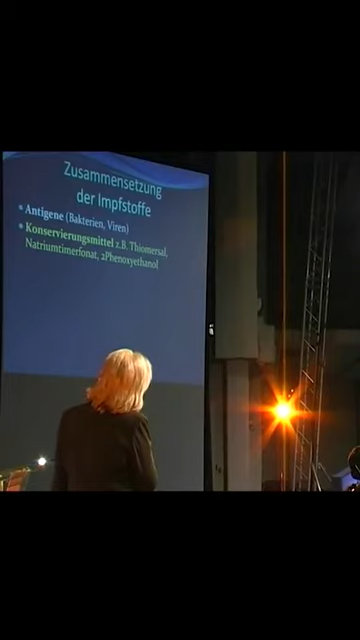 Zusammensetzung
der Impfstoffe
* Antigene (Bakterien, Viren)
* Konservierungsmittel z.B. Thiomersal,
Natriumtimerfonat, 2Phenoxyethanol